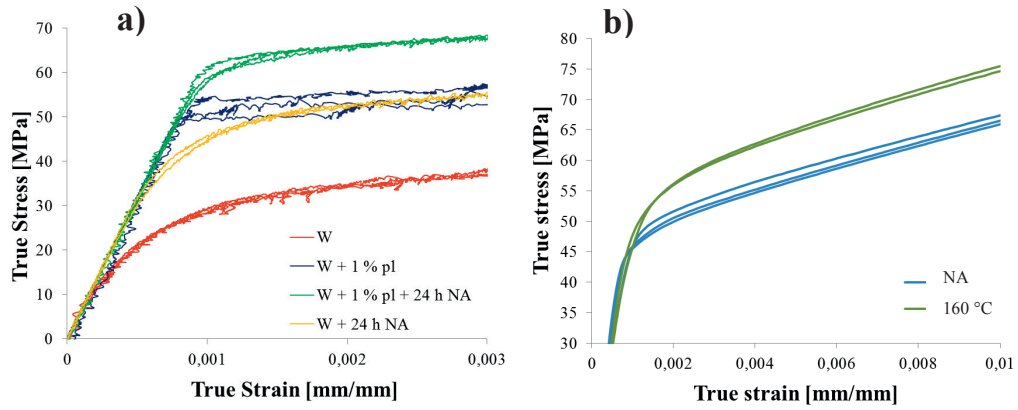 a)
True Stress [MPa]
70
60
50
40
30
20
10
0
0
0,001
0,002
0,003
True Strain [mm/mm]
W
W + 1 % pl
W + 1 % pl + 24 h NA
W + 24 h NA
b)
True stress [MPa]
80
75
70
65
60
55
50
45
40
35
30
0
0,002
0,004
0,006
0,008
0,01
True strain [mm/mm]
NA
160 °C